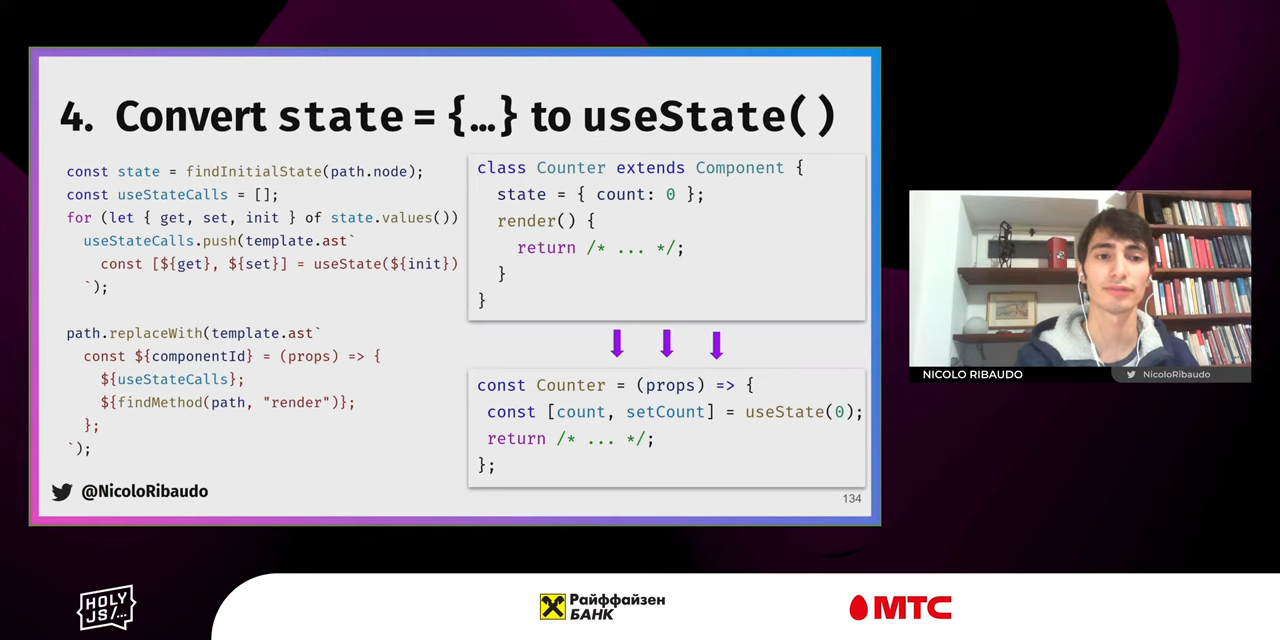 4. Convert state = {…} to useState()
const state = findInitialState(path.node);
const useStateCalls = [];
for (let { get, set, init } of state.values())
useStateCalls.push(template.ast`
const [${get}, ${set}] = useState(${init})
`);
path.replaceWith(template.ast`
const ${componentId} = (props) => {
${useStateCalls};
${findMethod(path, "render")};
};
`);
@NicoloRibaudo
class Counter extends Component {
state = { count: 0 };
render() {
return /* ... */;
}
}
const Counter = (props) => {
const [count, setCount] = useState(0);
return /* ... */;
};
134
NICOLO RIBAUDO
NicoloRibaudo
HOLY
JS/...
Райффайзен
БАНК
МТС